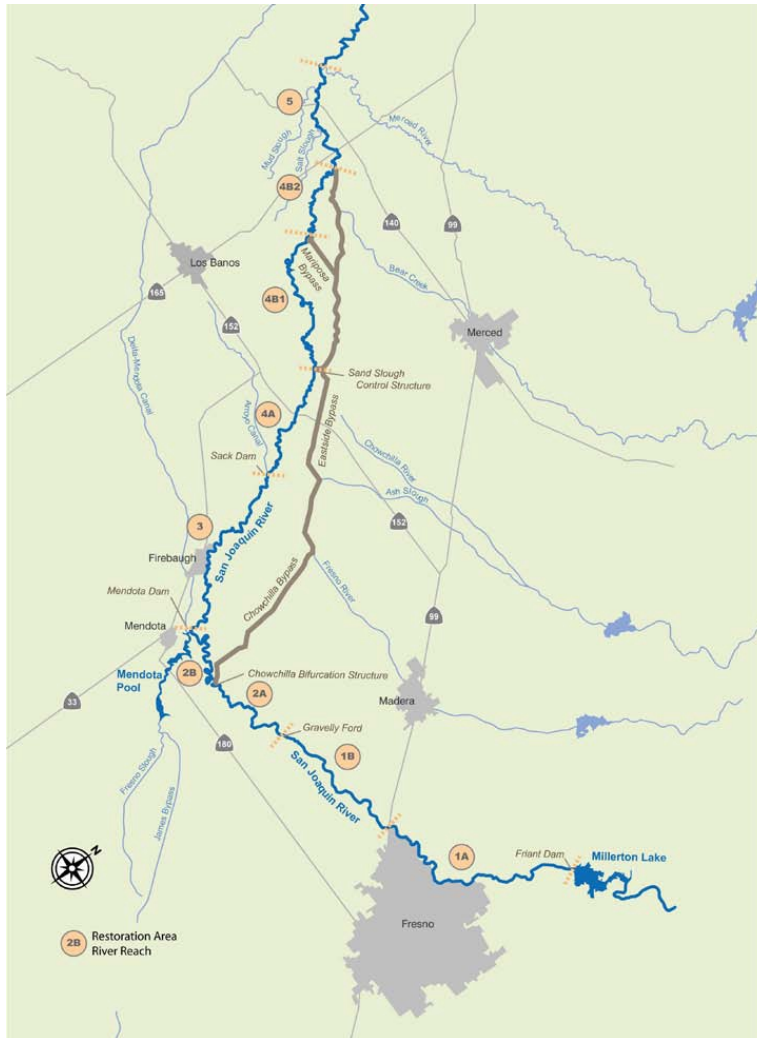 5
Merced River
Mud Slough
Salt Slough
4B2
140
99
Los Banos
Mariposa
Bypass
Bear Creek
165
4B1
152
Merced
Delta-Mendota Canal
Sand Slough
Control Structure
4A
Arroyo Canal
Eastside Bypass
Sack Dam
Chowchilla River
Ash Slough
3
152
San Joaquin River
Firebaugh
Fresno River
Chowchilla Bypass
Mendota Dam
99
Mendota
Mendota
Pool
2B
Chowchilla Bifurcation Structure
2A
Madera
33
Gravelly Ford
180
1B
San Joaquin River
Fresno Slough
James Bypass
1A
Friant Dam
Millerton Lake
N
Fresno
2B
Restoration Area
River Reach